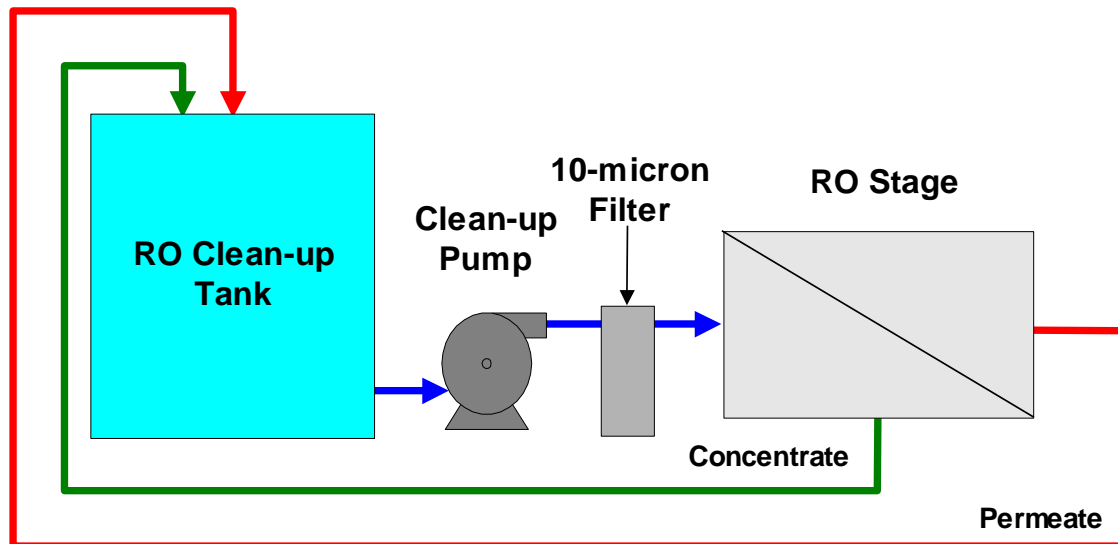 10-micron
Filter
RO Stage
Clean-up
Pump
RO Clean-up
Tank
Concentrate
Permeate